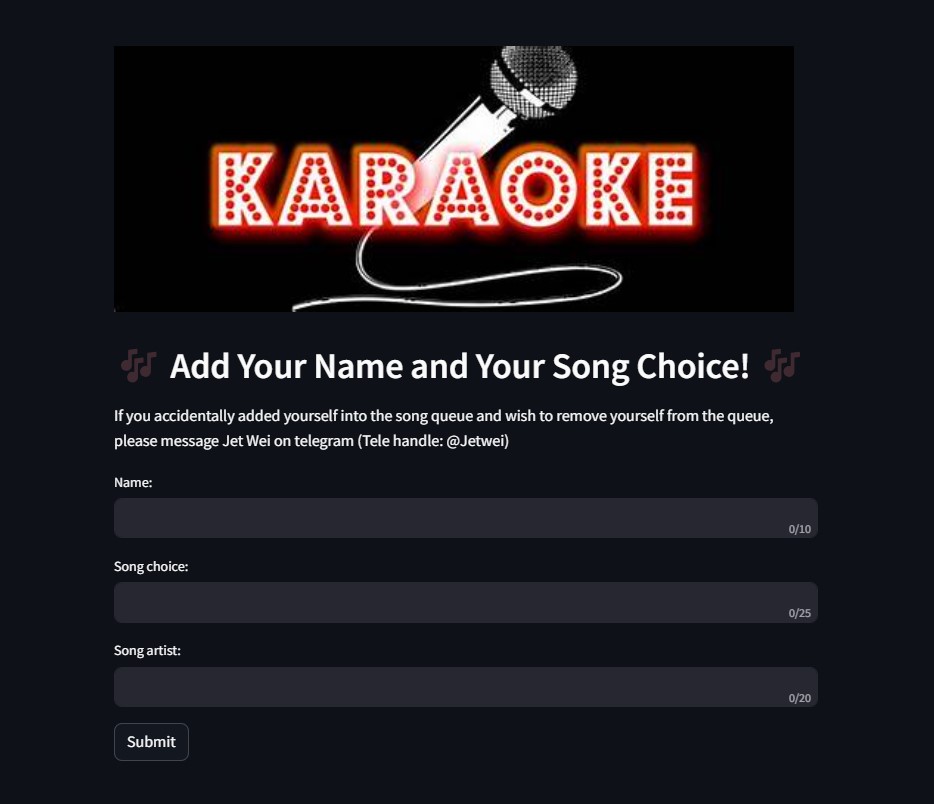 KARAOKE
🎶 Add Your Name and Your Song Choice! 🎶
If you accidentally added yourself into the song queue and wish to remove yourself from the queue,
please message Jet Wei on telegram (Tele handle: @Jetwei)
Name:
0/10
Song choice:
0/25
Song artist:
0/20
Submit